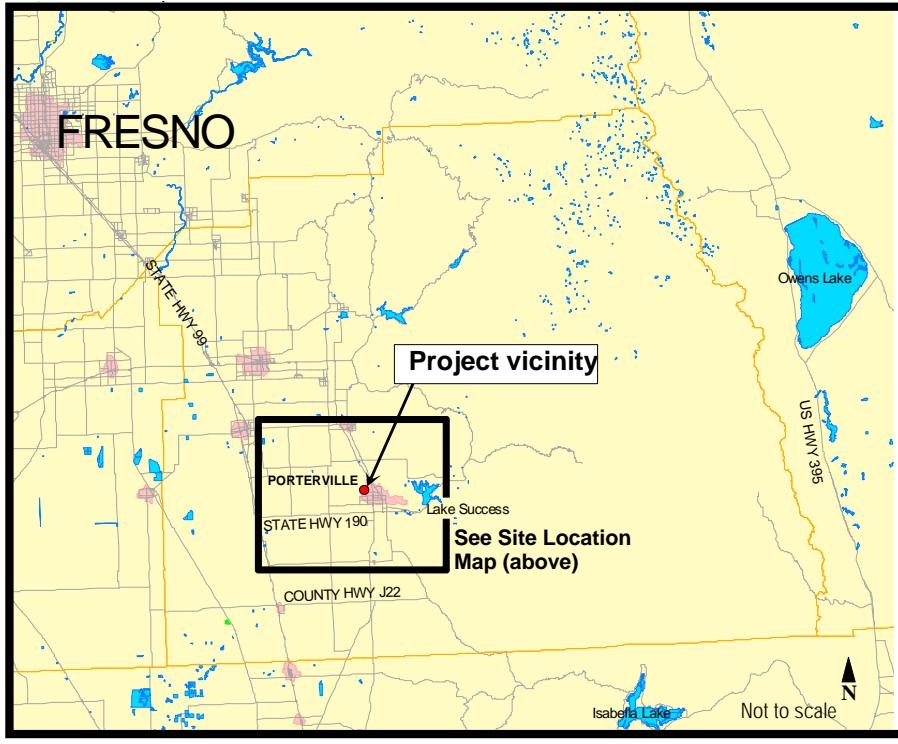 FRESNO
STATE HWY 99
Owens Lake
Project vicinity
US HWY 395
PORTERVILLE
Lake Success
STATE HWY 190
See Site Location
Map (above)
COUNTY HWY J22
Isabella Lake
Not to scale
N